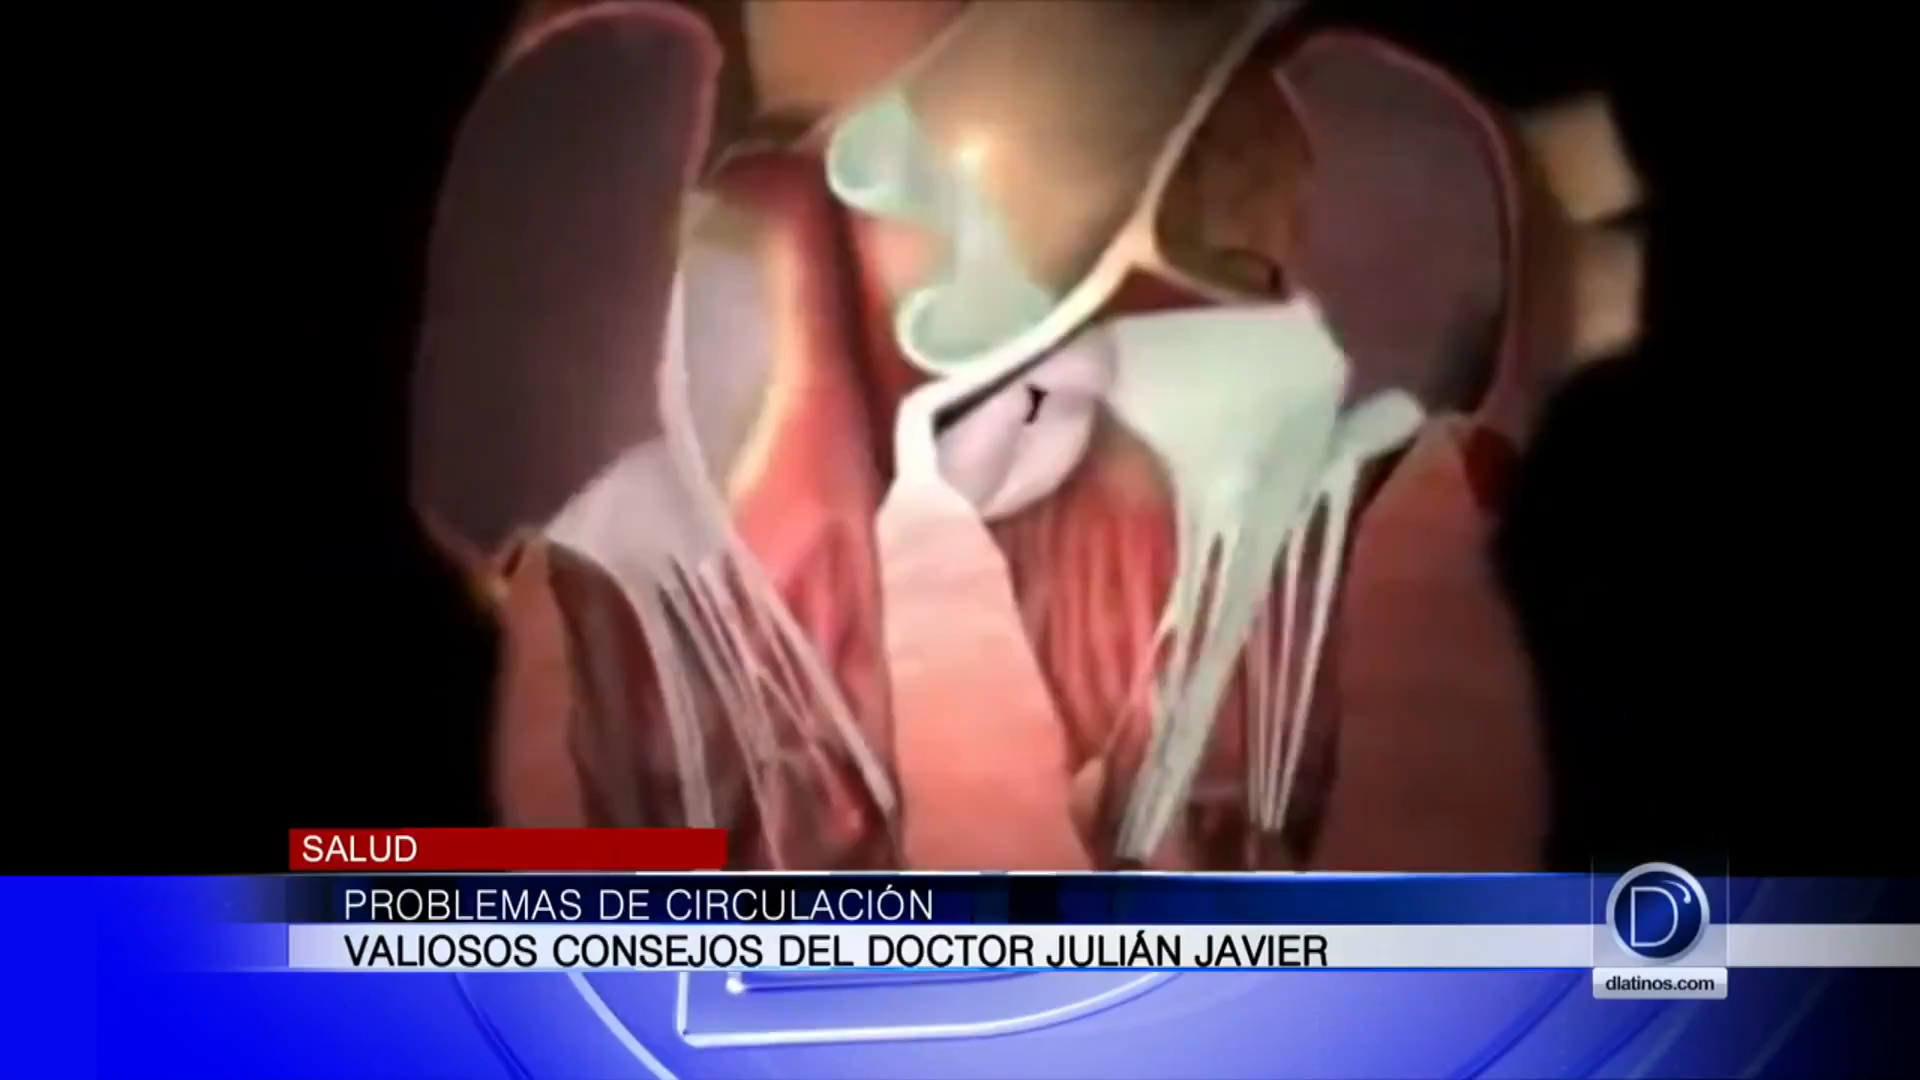 SALUD
PROBLEMAS DE CIRCULACIÓN
VALIOSOS CONSEJOS DEL DOCTOR JULIÁN JAVIER
D
dlatinos.com